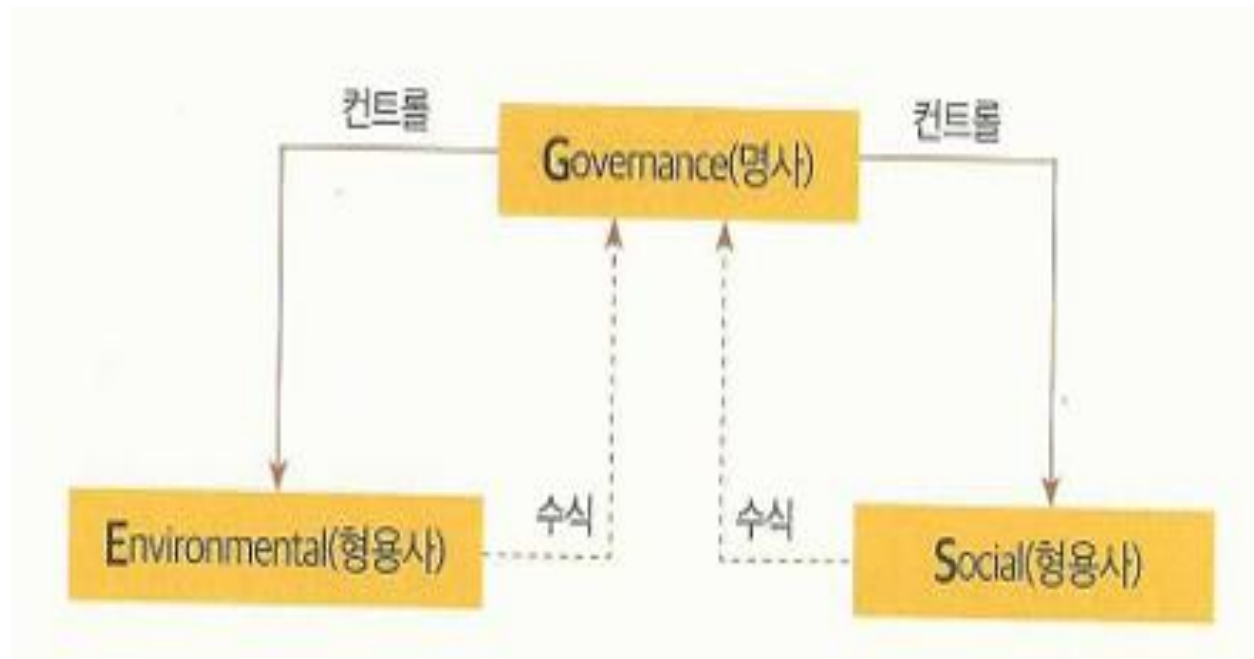 컨트롤
Governance(명사)
컨트롤
Environmental(형용사)
수식
수식
Social(형용사)